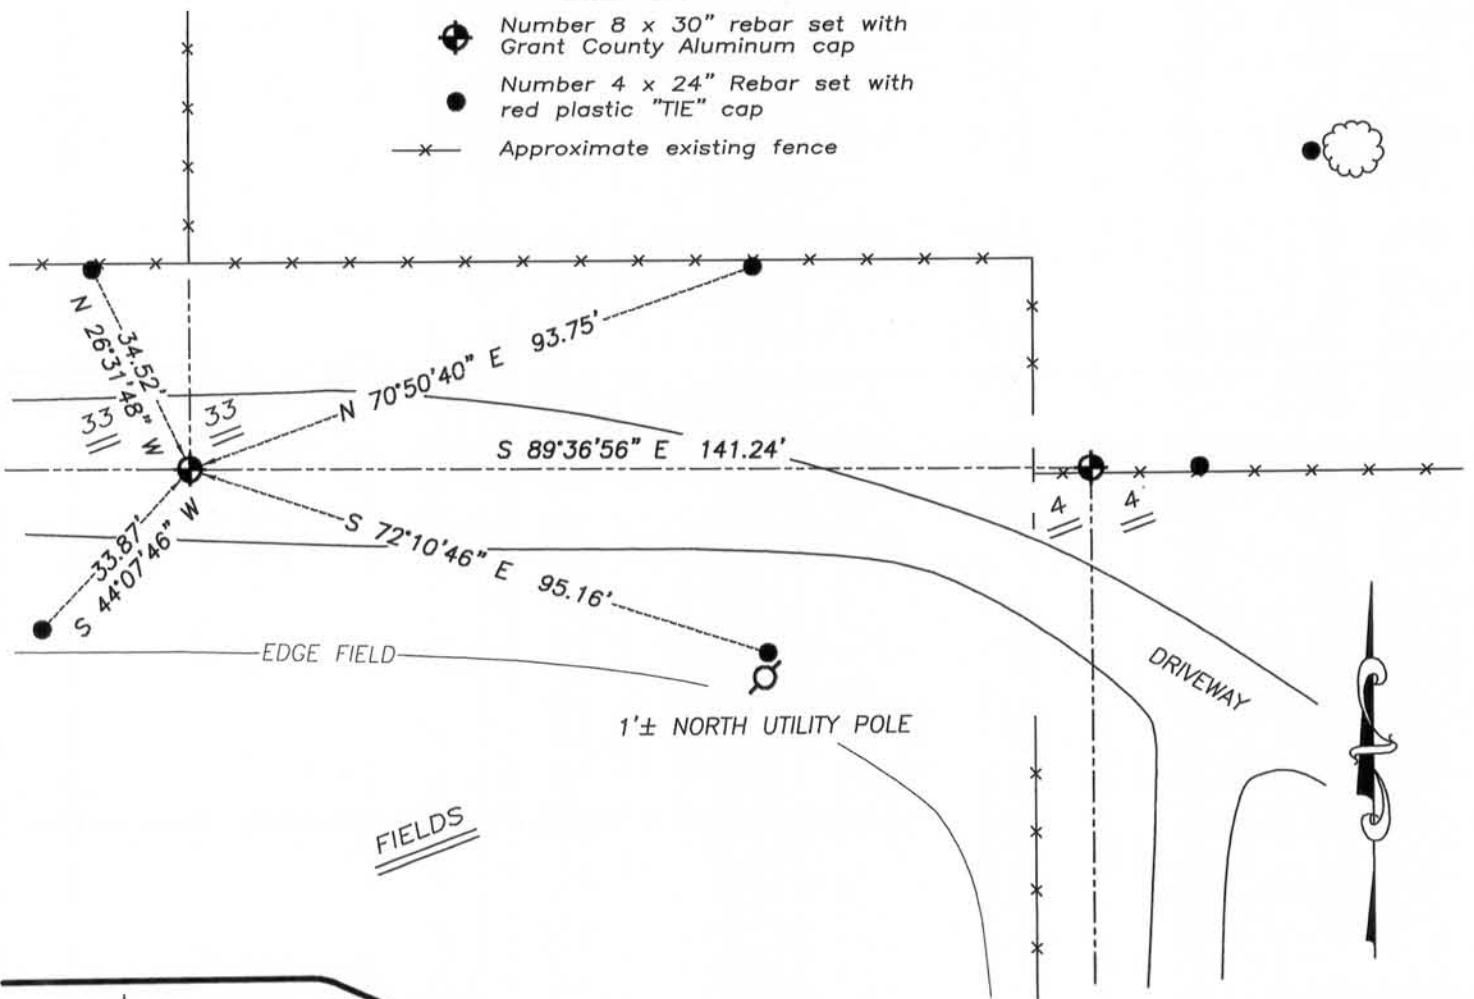 Number 8 x 30" rebar set with
Grant County Aluminum cap
Number 4 x 24" Rebar set with
red plastic "TIE" cap
Approximate existing fence
34.52'
N 26°31'48" W
N 70°50'40" E 93.75'
33
33
S 89°36'56" E 141.24'
4
4
S 72°10'46" E 95.16'
33.87'
S 44°07'46" W
EDGE FIELD
DRIVEWAY
1'± NORTH UTILITY POLE
FIELDS